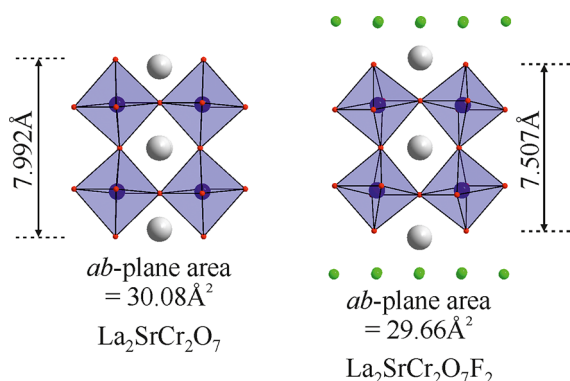 7.992Å
ab-plane area
= 30.08Å²
La₂SrCr₂O₇
7.507Å
ab-plane area
= 29.66Å²
La₂SrCr₂O₇F₂